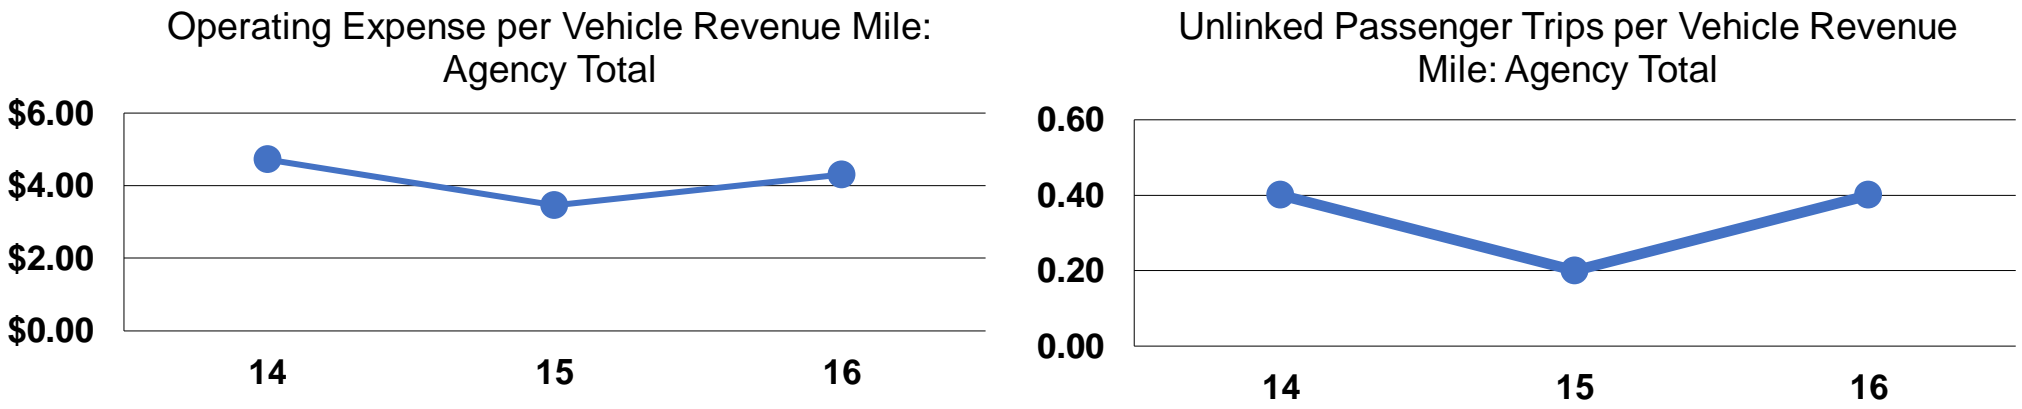 Operating Expense per Vehicle Revenue Mile:
Agency Total
$6.00
$4.00
$2.00
$0.00
14 15 16
Unlinked Passenger Trips per Vehicle Revenue
Mile: Agency Total
0.60
0.40
0.20
0.00
14 15 16